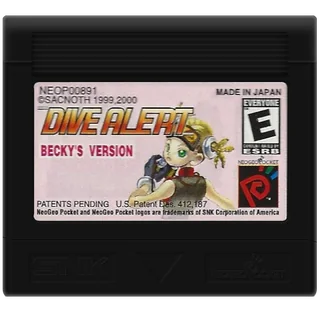 NEOP00891
©SACNOTH 1999,2000
MADE IN JAPAN
DIVE ALERT
BECKY'S VERSION
EVERYONE
E
ESRB
NEOGEO POCKET
PATENTS PENDING U.S. Patent Des. 412,187
NeoGeo Pocket and NeoGeo Pocket logos are trademarks of SNK Corporation of America
SNK